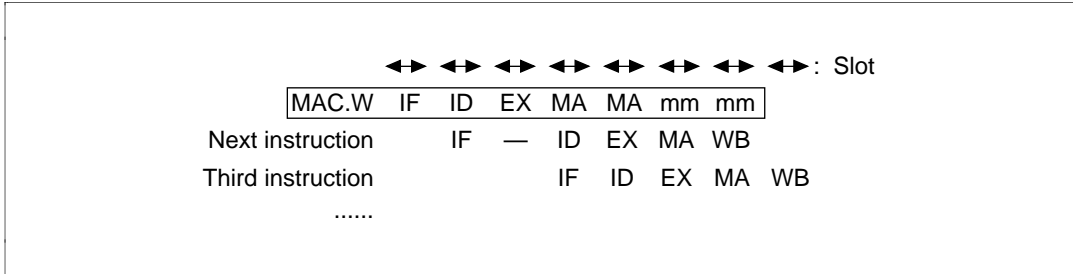 : Slot
MAC.W IF ID EX MA MA mm mm
Next instruction IF — ID EX MA WB
Third instruction IF ID EX MA WB
......